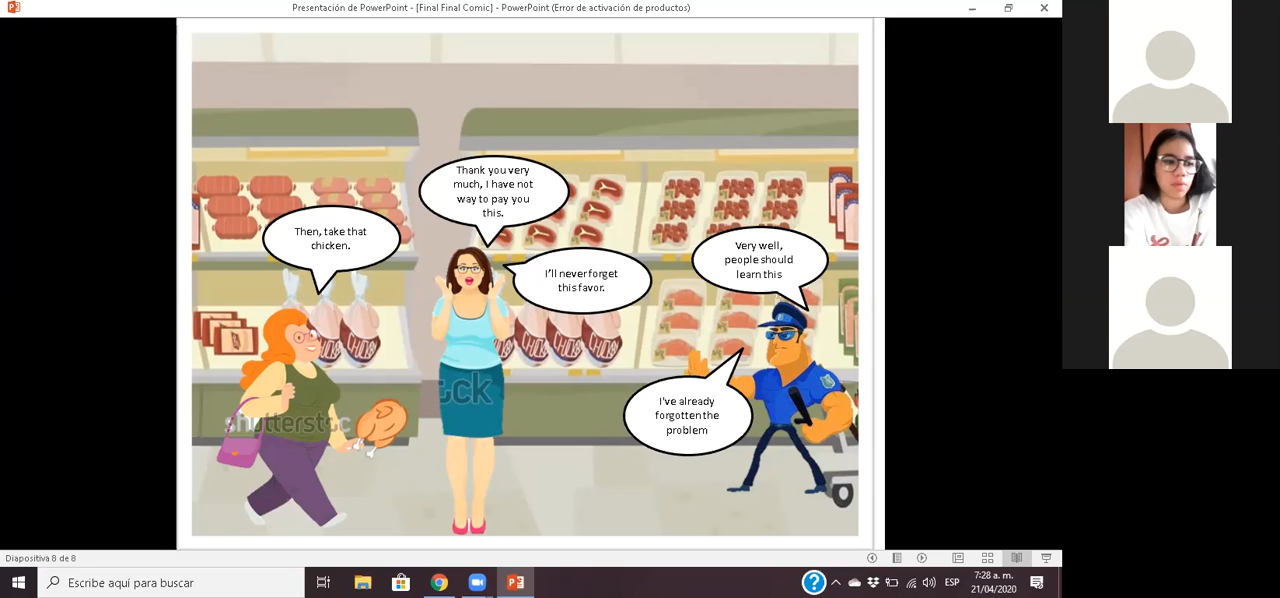 Presentación de PowerPoint - [Final Final Comic] - PowerPoint (Error de activación de productos)
Thank you very
much, I have not
way to pay you
this.
Then, take that
chicken.
I'll never forget
this favor.
Very well,
people should
learn this
I've already
forgotten the
problem
shutterstoc
tck
Diapositiva 8 de 8
Escribe aquí para buscar
ESP
7:28 a. m.
21/04/2020